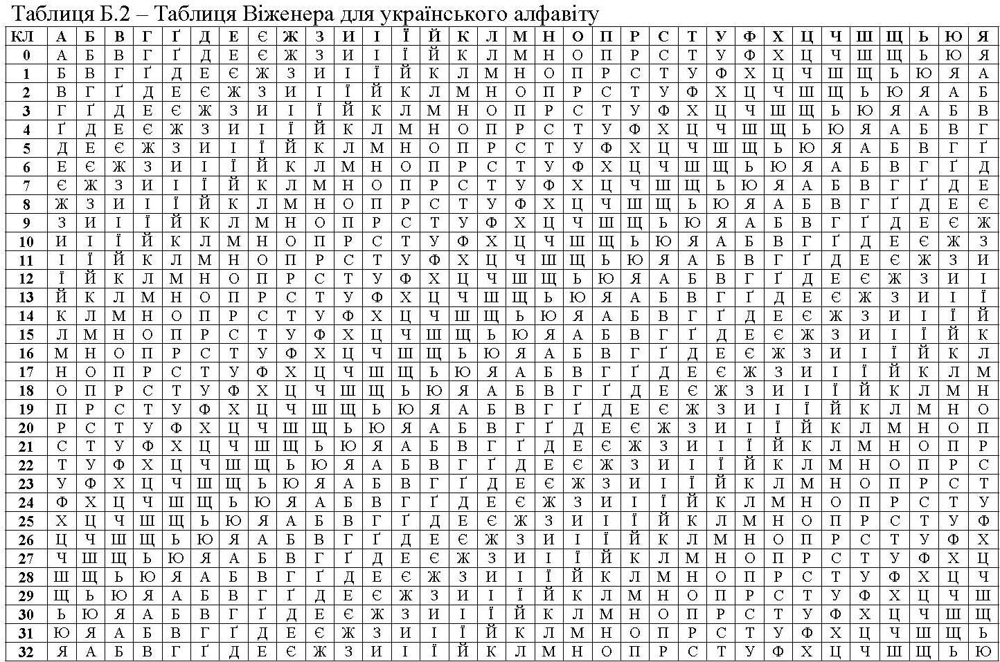 Таблиця Б.2 – Таблиця Віженера для українського алфавіту
КЛ А Б В Г Ґ Д Е Є Ж З И І Ї Й К Л М Н О П Р С Т У Ф Х Ц Ч Ш Щ Ь Ю Я
0 А Б В Г Ґ Д Е Є Ж З И І Ї Й К Л М Н О П Р С Т У Ф Х Ц Ч Ш Щ Ь Ю Я
1 Б В Г Ґ Д Е Є Ж З И І Ї Й К Л М Н О П Р С Т У Ф Х Ц Ч Ш Щ Ь Ю Я А
2 В Г Ґ Д Е Є Ж З И І Ї Й К Л М Н О П Р С Т У Ф Х Ц Ч Ш Щ Ь Ю Я А Б
3 Г Ґ Д Е Є Ж З И І Ї Й К Л М Н О П Р С Т У Ф Х Ц Ч Ш Щ Ь Ю Я А Б В
4 Ґ Д Е Є Ж З И І Ї Й К Л М Н О П Р С Т У Ф Х Ц Ч Ш Щ Ь Ю Я А Б В Г
5 Д Е Є Ж З И І Ї Й К Л М Н О П Р С Т У Ф Х Ц Ч Ш Щ Ь Ю Я А Б В Г Ґ
6 Е Є Ж З И І Ї Й К Л М Н О П Р С Т У Ф Х Ц Ч Ш Щ Ь Ю Я А Б В Г Ґ Д
7 Є Ж З И І Ї Й К Л М Н О П Р С Т У Ф Х Ц Ч Ш Щ Ь Ю Я А Б В Г Ґ Д Е
8 Ж З И І Ї Й К Л М Н О П Р С Т У Ф Х Ц Ч Ш Щ Ь Ю Я А Б В Г Ґ Д Е Є
9 З И І Ї Й К Л М Н О П Р С Т У Ф Х Ц Ч Ш Щ Ь Ю Я А Б В Г Ґ Д Е Є Ж
10 И І Ї Й К Л М Н О П Р С Т У Ф Х Ц Ч Ш Щ Ь Ю Я А Б В Г Ґ Д Е Є Ж З
11 І Ї Й К Л М Н О П Р С Т У Ф Х Ц Ч Ш Щ Ь Ю Я А Б В Г Ґ Д Е Є Ж З И
12 Ї Й К Л М Н О П Р С Т У Ф Х Ц Ч Ш Щ Ь Ю Я А Б В Г Ґ Д Е Є Ж З И І
13 Й К Л М Н О П Р С Т У Ф Х Ц Ч Ш Щ Ь Ю Я А Б В Г Ґ Д Е Є Ж З И І Ї
14 К Л М Н О П Р С Т У Ф Х Ц Ч Ш Щ Ь Ю Я А Б В Г Ґ Д Е Є Ж З И І Ї Й
15 Л М Н О П Р С Т У Ф Х Ц Ч Ш Щ Ь Ю Я А Б В Г Ґ Д Е Є Ж З И І Ї Й К
16 М Н О П Р С Т У Ф Х Ц Ч Ш Щ Ь Ю Я А Б В Г Ґ Д Е Є Ж З И І Ї Й К Л
17 Н О П Р С Т У Ф Х Ц Ч Ш Щ Ь Ю Я А Б В Г Ґ Д Е Є Ж З И І Ї Й К Л М
18 О П Р С Т У Ф Х Ц Ч Ш Щ Ь Ю Я А Б В Г Ґ Д Е Є Ж З И І Ї Й К Л М Н
19 П Р С Т У Ф Х Ц Ч Ш Щ Ь Ю Я А Б В Г Ґ Д Е Є Ж З И І Ї Й К Л М Н О
20 Р С Т У Ф Х Ц Ч Ш Щ Ь Ю Я А Б В Г Ґ Д Е Є Ж З И І Ї Й К Л М Н О П
21 С Т У Ф Х Ц Ч Ш Щ Ь Ю Я А Б В Г Ґ Д Е Є Ж З И І Ї Й К Л М Н О П Р
22 Т У Ф Х Ц Ч Ш Щ Ь Ю Я А Б В Г Ґ Д Е Є Ж З И І Ї Й К Л М Н О П Р С
23 У Ф Х Ц Ч Ш Щ Ь Ю Я А Б В Г Ґ Д Е Є Ж З И І Ї Й К Л М Н О П Р С Т
24 Ф Х Ц Ч Ш Щ Ь Ю Я А Б В Г Ґ Д Е Є Ж З И І Ї Й К Л М Н О П Р С Т У
25 Х Ц Ч Ш Щ Ь Ю Я А Б В Г Ґ Д Е Є Ж З И І Ї Й К Л М Н О П Р С Т У Ф
26 Ц Ч Ш Щ Ь Ю Я А Б В Г Ґ Д Е Є Ж З И І Ї Й К Л М Н О П Р С Т У Ф Х
27 Ч Ш Щ Ь Ю Я А Б В Г Ґ Д Е Є Ж З И І Ї Й К Л М Н О П Р С Т У Ф Х Ц
28 Ш Щ Ь Ю Я А Б В Г Ґ Д Е Є Ж З И І Ї Й К Л М Н О П Р С Т У Ф Х Ц Ч
29 Щ Ь Ю Я А Б В Г Ґ Д Е Є Ж З И І Ї Й К Л М Н О П Р С Т У Ф Х Ц Ч Ш
30 Ь Ю Я А Б В Г Ґ Д Е Є Ж З И І Ї Й К Л М Н О П Р С Т У Ф Х Ц Ч Ш Щ
31 Ю Я А Б В Г Ґ Д Е Є Ж З И І Ї Й К Л М Н О П Р С Т У Ф Х Ц Ч Ш Щ Ь
32 Я А Б В Г Ґ Д Е Є Ж З И І Ї Й К Л М Н О П Р С Т У Ф Х Ц Ч Ш Щ Ь Ю